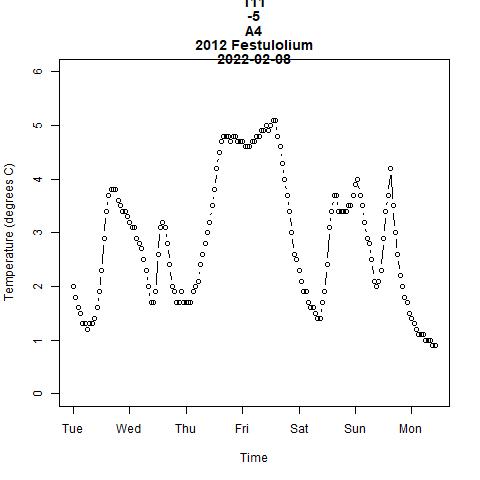 T11
-5
A4
2012 Festulolium
2022-02-08
6
5
4
3
2
1
0
Temperature (degrees C)
Tue Wed Thu Fri Sat Sun Mon
Time